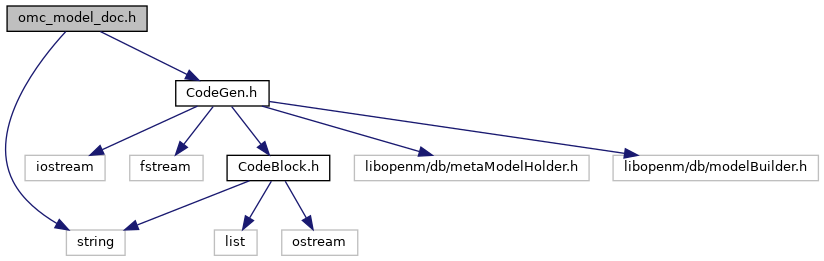 omc_model_doc.h
CodeGen.h
iostream
fstream
CodeBlock.h
libopenm/db/metaModelHolder.h
libopenm/db/modelBuilder.h
string
list
ostream